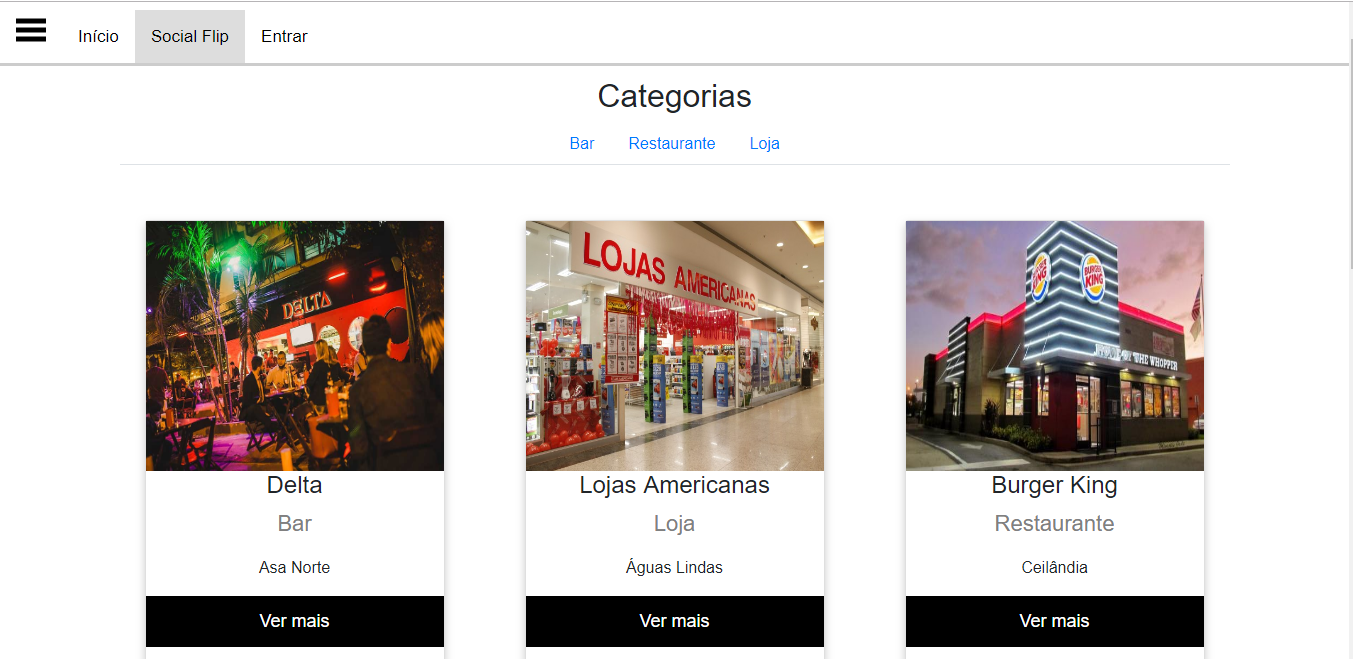 Início Social Flip Entrar
Categorias
Bar Restaurante Loja
DELTA
LOJAS AMERICANAS
BURGER KING
BURGER KING
HOME OF THE WHOPPER
Delta
Bar
Asa Norte
Ver mais
Lojas Americanas
Loja
Águas Lindas
Ver mais
Burger King
Restaurante
Ceilândia
Ver mais